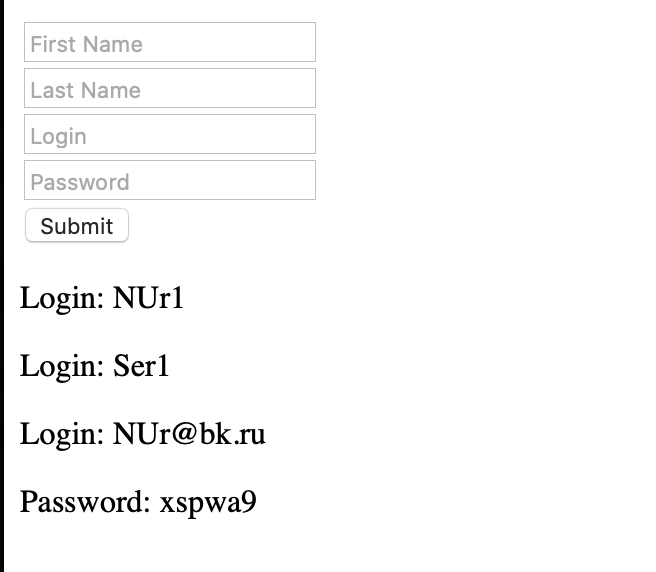 First Name
Last Name
Login
Password
Submit
Login: NUr1
Login: Ser1
Login: NUr@bk.ru
Password: xspwa9